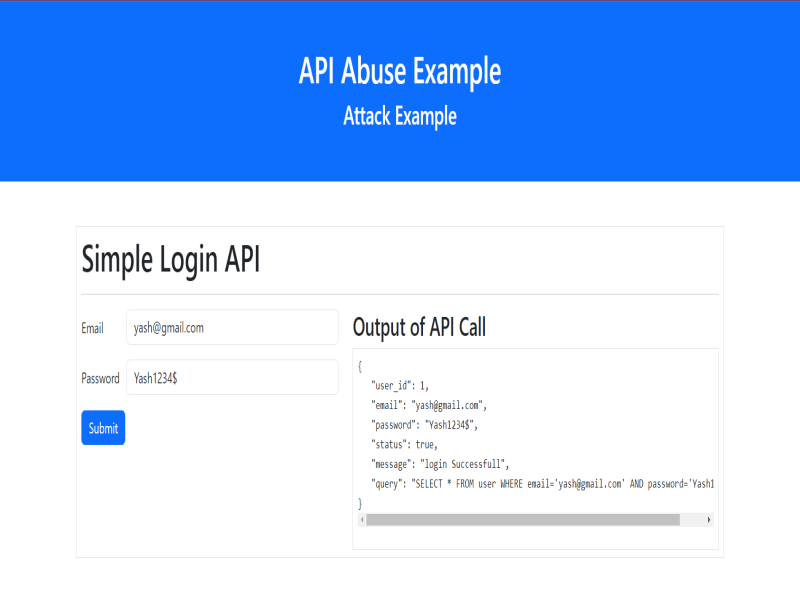 API Abuse Example
Attack Example
Simple Login API
Email
yash@gmail.com
Password
Yash1234$
Submit
Output of API Call
{
"user_id": 1,
"email": "yash@gmail.com",
"password": "Yash1234$",
"status": true,
"message": "login Successfull",
"query": "SELECT * FROM user WHERE email='yash@gmail.com' AND password='Yash1
}